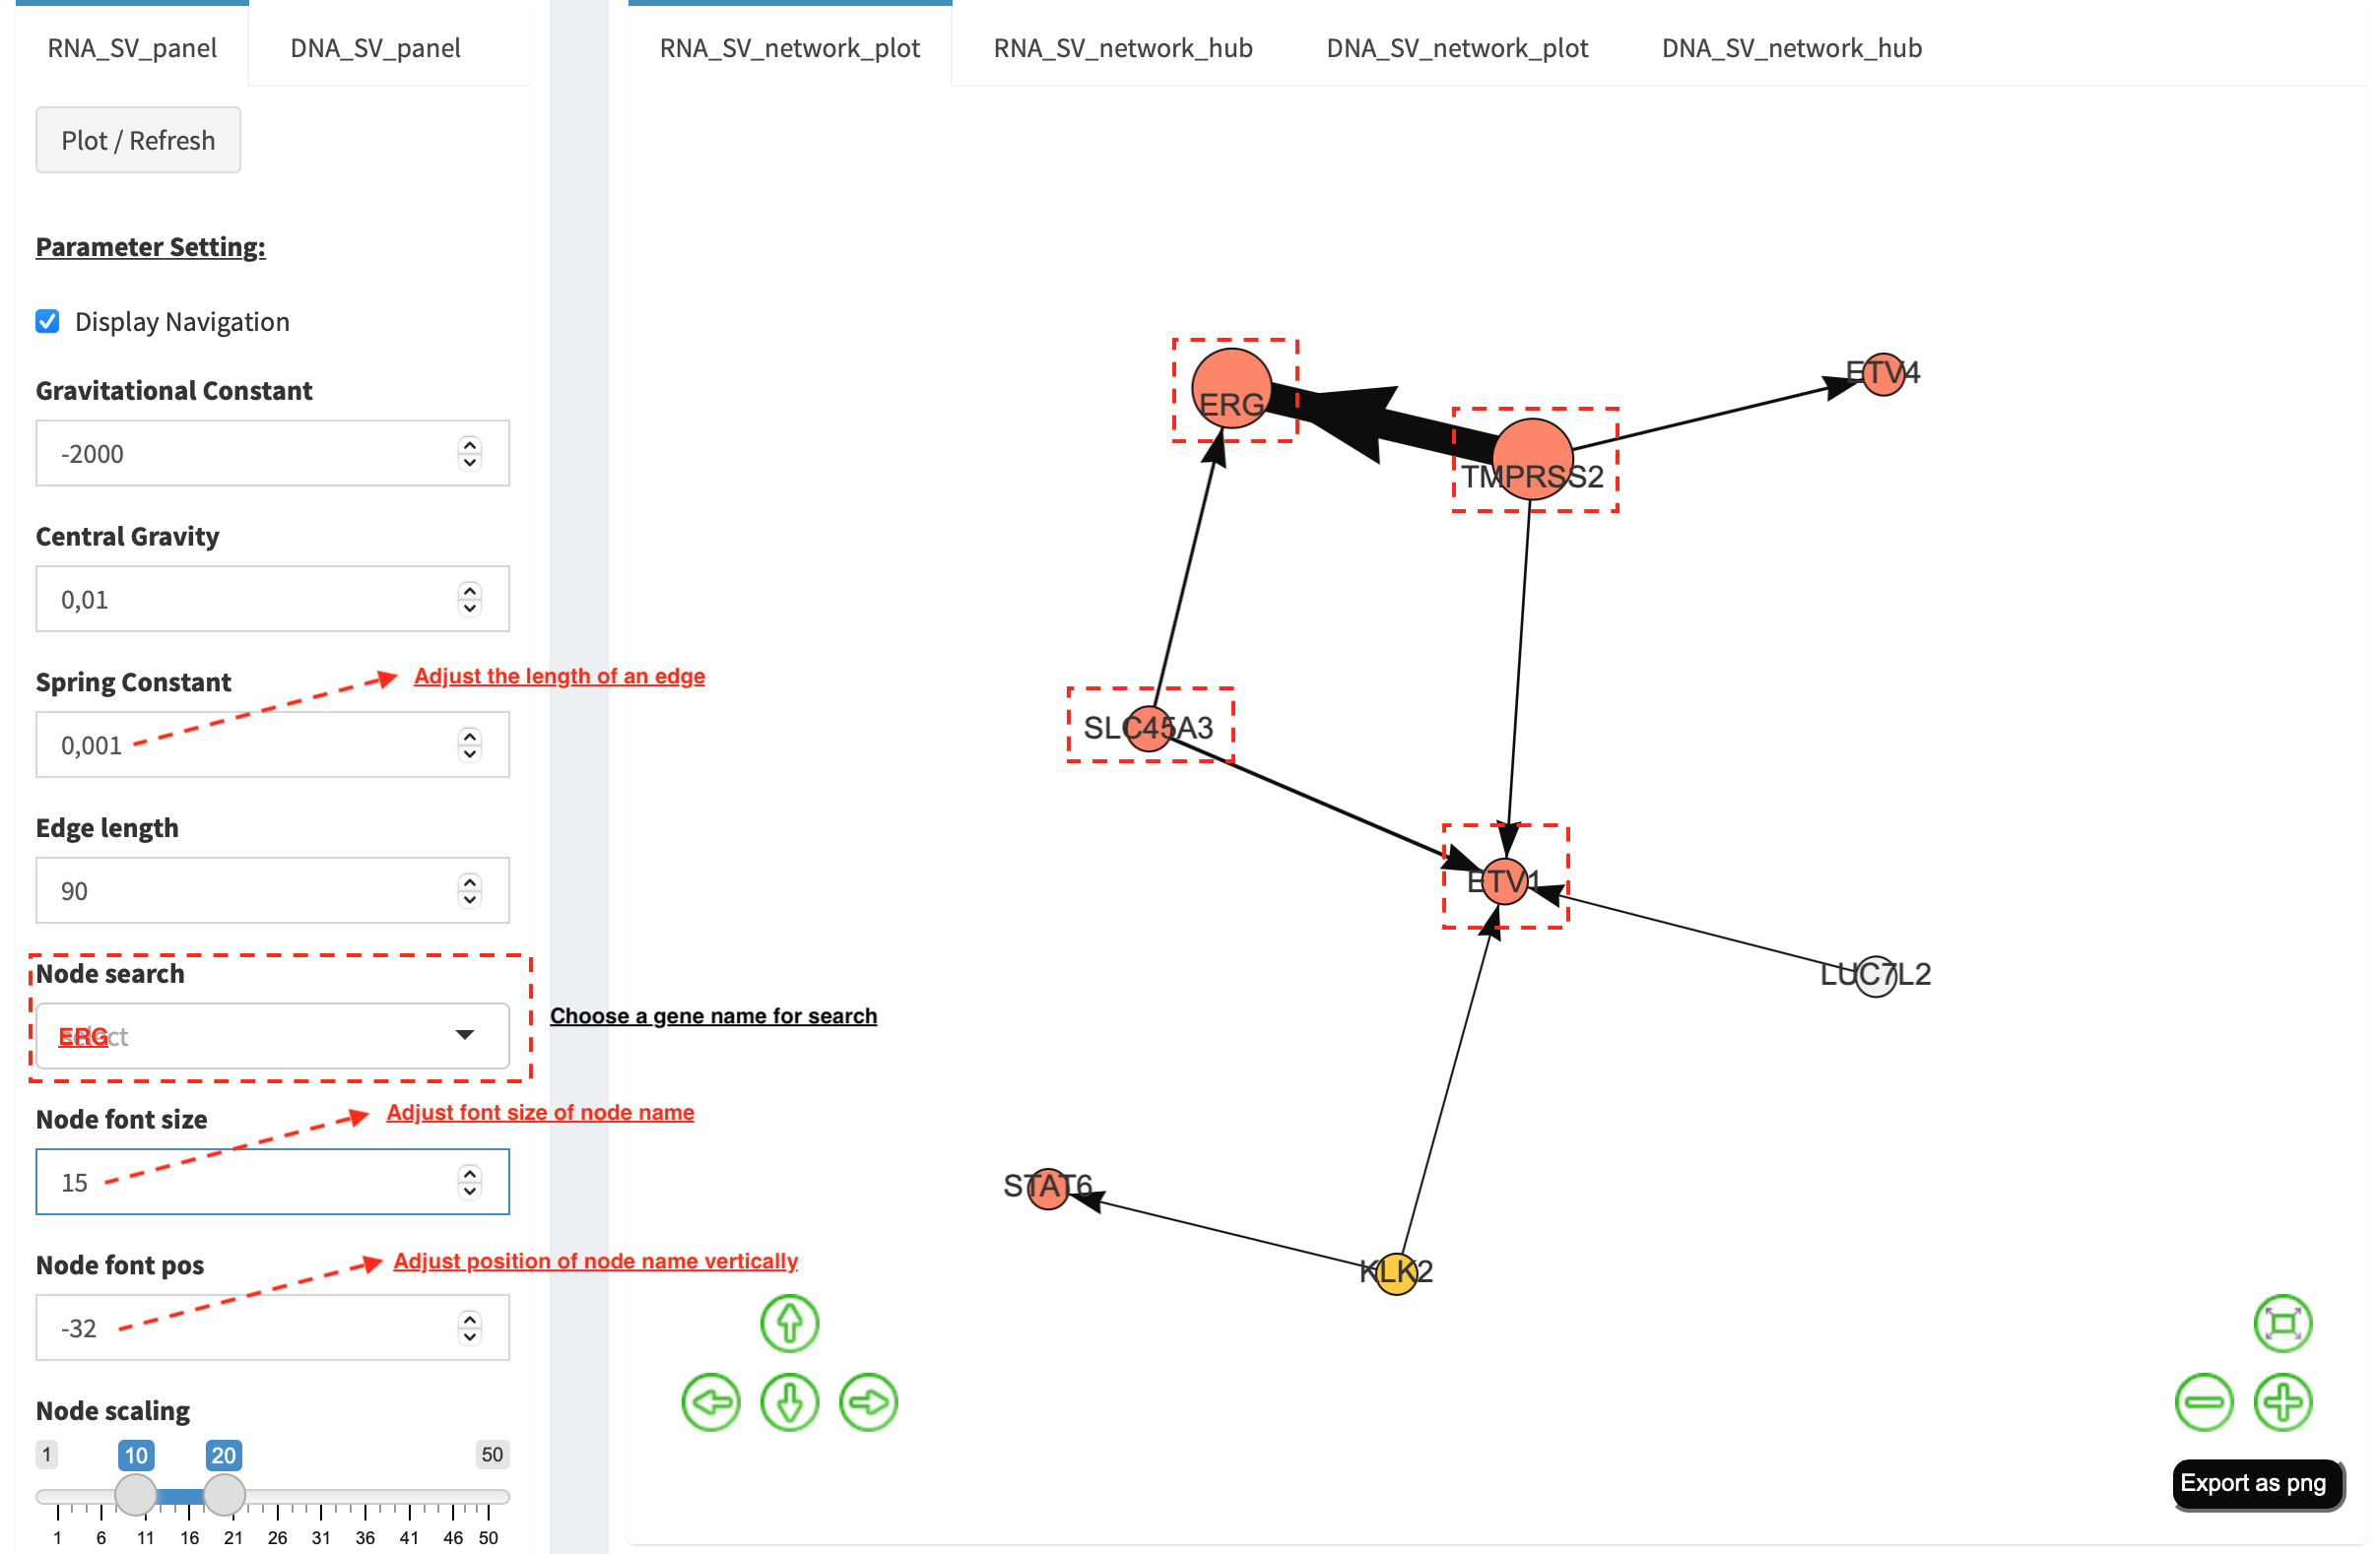 RNA_SV_panel
DNA_SV_panel
Plot / Refresh
Parameter Setting:
Display Navigation
Gravitational Constant
-2000
Central Gravity
0,01
Spring Constant
Adjust the length of an edge
0,001
Edge length
90
Node search
ERG
Choose a gene name for search
Node font size
Adjust font size of node name
15
Node font pos
Adjust position of node name vertically
-32
Node scaling
1 10 20 50
1 6 11 16 21 26 31 36 41 46 50
RNA_SV_network_plot
RNA_SV_network_hub
DNA_SV_network_plot
DNA_SV_network_hub
ERG
ETV4
TMPRSS2
SLC45A3
ETV1
LUC7L2
STAT6
KLK2
Export as png